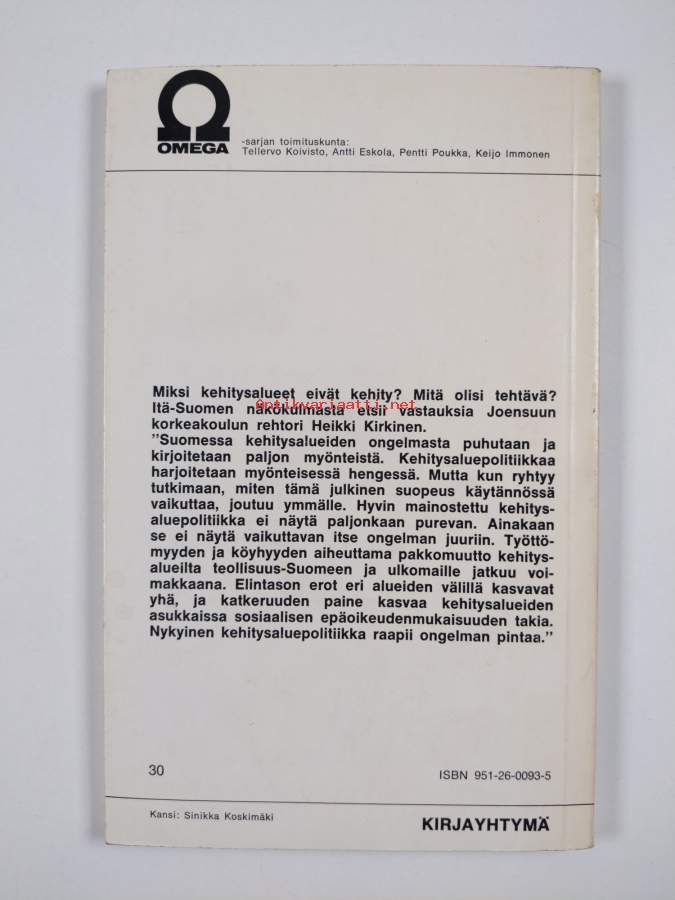 OMEGA
-sarjan toimituskunta:
Tellervo Koivisto, Antti Eskola, Pentti Poukka, Keijo Immonen
Miksi kehitysalueet eivät kehity? Mitä olisi tehtävä?
Itä-Suomen näkökulmasta etsii vastauksia Joensuun
korkeakoulun rehtori Heikki Kirkinen.
"Suomessa kehitysalueiden ongelmasta puhutaan ja
kirjoitetaan paljon myönteistä. Kehitysaluepolitiikkaa
harjoitetaan myönteisessä hengessä. Mutta kun ryhtyy
tutkimaan, miten tämä julkinen suopeus käytännössä
vaikuttaa, joutuu ymmälle. Hyvin mainostettu kehitys-
aluepolitiikka ei näytä paljonkaan purevan. Ainakaan
se ei näytä vaikuttavan itse ongelman juuriin. Työttö-
myyden ja köyhyyden aiheuttama pakkomuutto kehitys-
alueilta teollisuus-Suomeen ja ulkomaille jatkuu voi-
makkaana. Elintason erot eri alueiden välillä kasvavat
yhä, ja katkeruuden paine kasvaa kehitysalueiden
asukkaissa sosiaalisen epäoikeudenmukaisuuden takia.
Nykyinen kehitysaluepolitiikka raapii ongelman pintaa."
antikvariaatti.net
30
ISBN 951-26-0093-5
Kansi: Sinikka Koskimäki
KIRJAYHTYMÄ